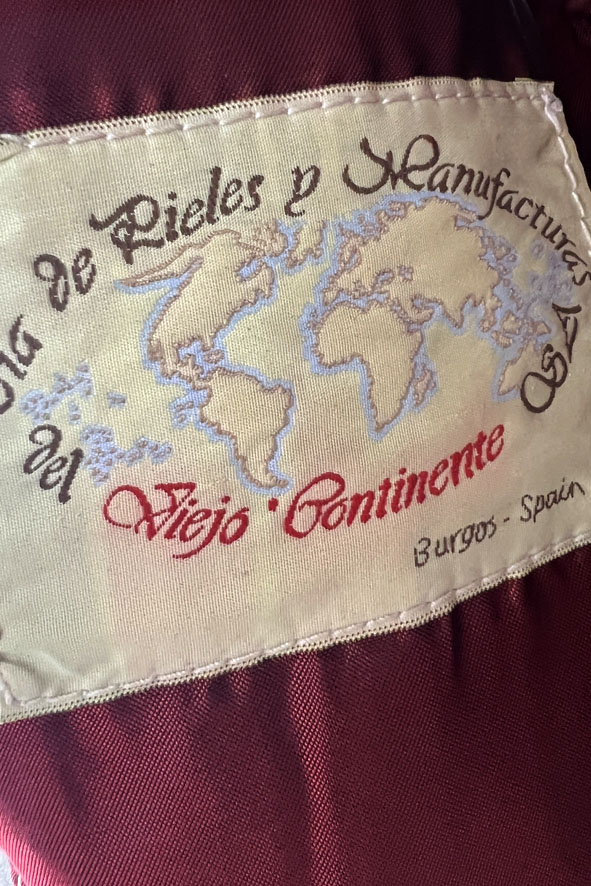 de Pieles y Manufacturas
del
Viejo Continente
Burgos - Spain